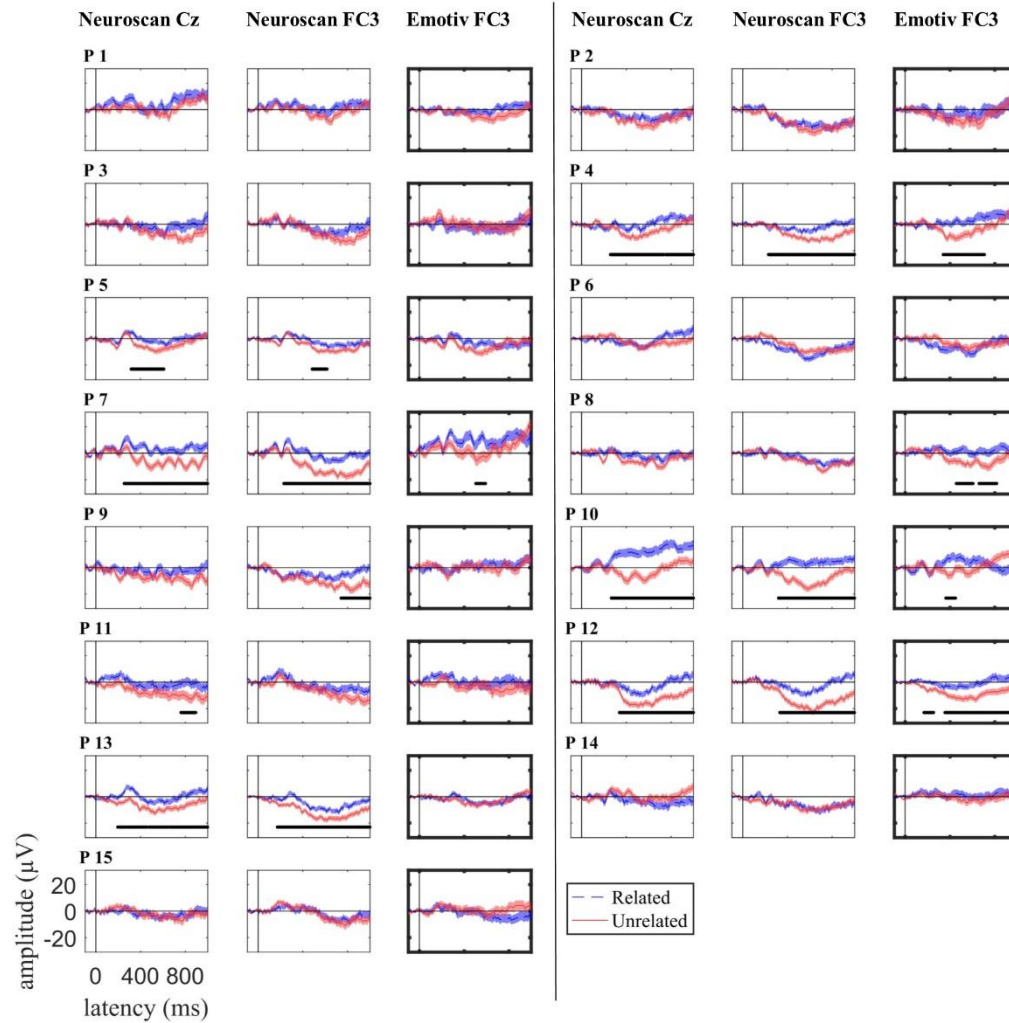 Neuroscan Cz Neuroscan FC3 Emotiv FC3 Neuroscan Cz Neuroscan FC3 Emotiv FC3
P 1 P 2
P 3 P 4
P 5 P 6
P 7 P 8
P 9 P 10
P 11 P 12
P 13 P 14
P 15
amplitude (µV)
20
0
-20
0 400 800
latency (ms)
Related
Unrelated